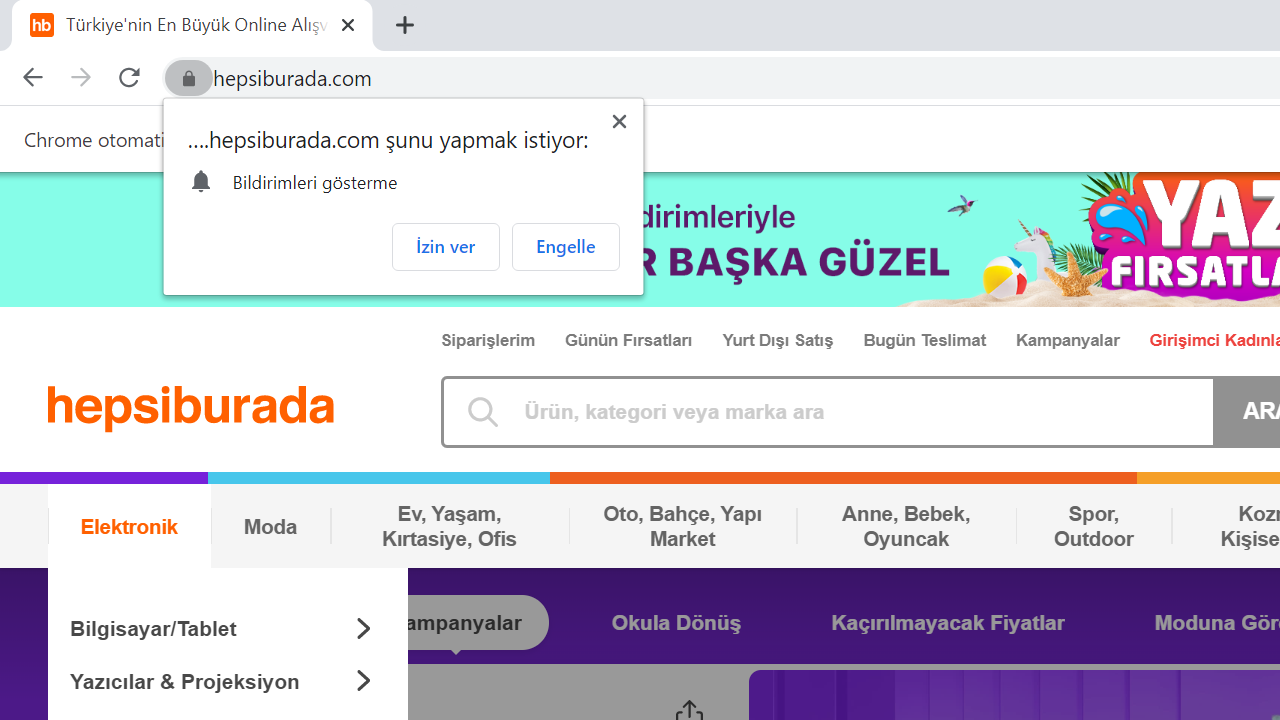 hb
Türkiye'nin En Büyük Online Alışv
hepsiburada.com
Chrome otomati
….hepsiburada.com şunu yapmak istiyor:
Bildirimleri gösterme
İzin ver
Engelle
dirimleriyle
R BAŞKA GÜZEL
YAZ
FIRSATLA
Siparişlerim
Günün Fırsatları
Yurt Dışı Satış
Bugün Teslimat
Kampanyalar
Girişimci Kadınla
hepsiburada
Ürün, kategori veya marka ara
ARA
Elektronik
Moda
Ev, Yaşam,
Kırtasiye, Ofis
Oto, Bahçe, Yapı
Market
Anne, Bebek,
Oyuncak
Spor,
Outdoor
Kozm
Kişise
Bilgisayar/Tablet
Yazıcılar & Projeksiyon
ampanyalar
Okula Dönüş
Kaçırılmayacak Fiyatlar
Moduna Göre